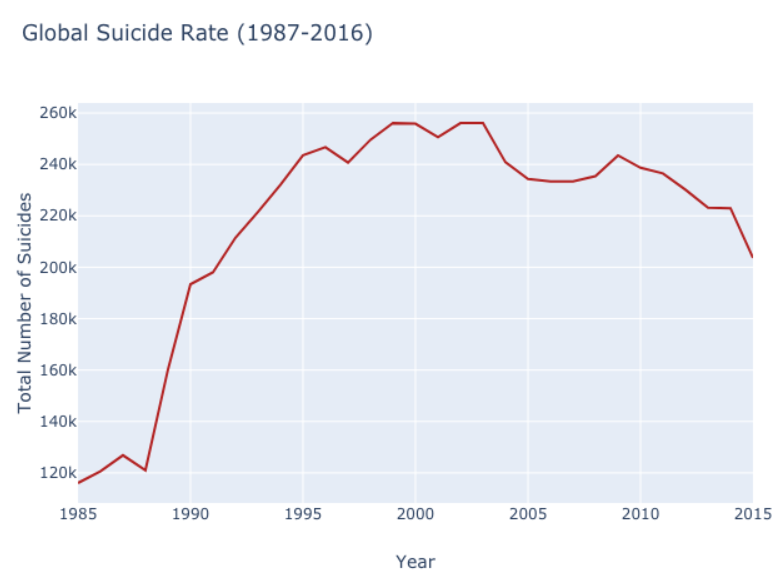 Global Suicide Rate (1987-2016)
260k
240k
220k
200k
180k
160k
140k
120k
Total Number of Suicides
1985 1990 1995 2000 2005 2010 2015
Year